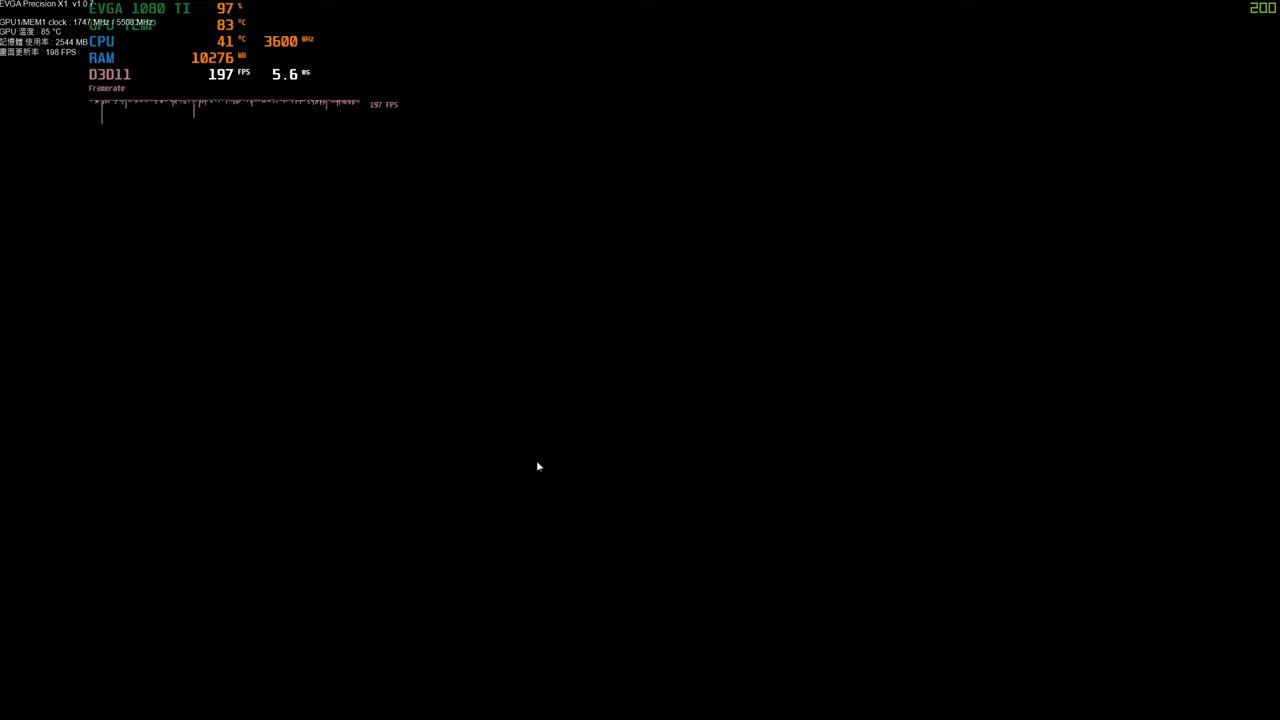 EVGA Precision X1 v1.0.7
GPU1/MEM1 clock : 1747 MHz / 5508 MHz
GPU 溫度 : 85 °C
記憶體 使用率 : 2544 MB
畫面更新率 : 198 FPS
EVGA 1080 TI 97 %
GPU TEMP 83 °C
CPU 41 °C 3600 MHz
RAM 10276 MB
D3D11 197 FPS 5.6 ms
Framerate
197 FPS
200